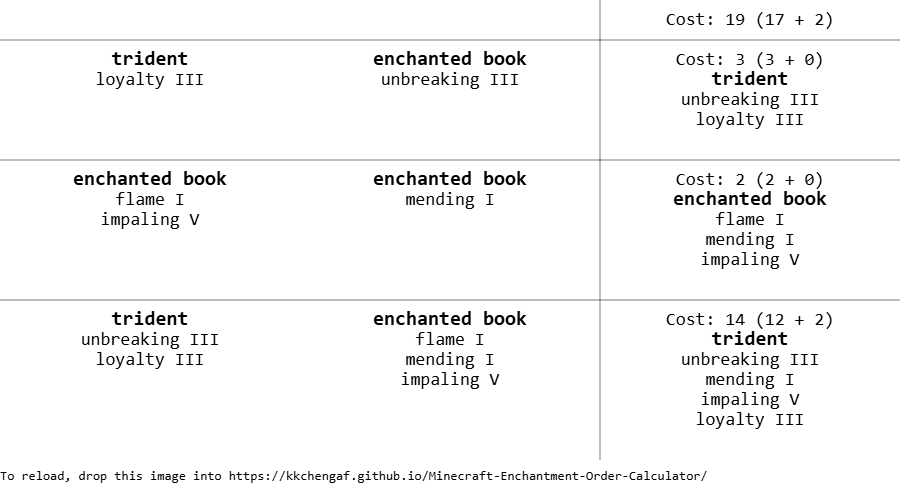 Cost: 19 (17 + 2)
trident
loyalty III
enchanted book
unbreaking III
Cost: 3 (3 + 0)
trident
unbreaking III
loyalty III
enchanted book
flame I
impaling V
enchanted book
mending I
Cost: 2 (2 + 0)
enchanted book
flame I
mending I
impaling V
trident
unbreaking III
loyalty III
enchanted book
flame I
mending I
impaling V
Cost: 14 (12 + 2)
trident
unbreaking III
mending I
impaling V
loyalty III
To reload, drop this image into https://kkchengaf.github.io/Minecraft-Enchantment-Order-Calculator/